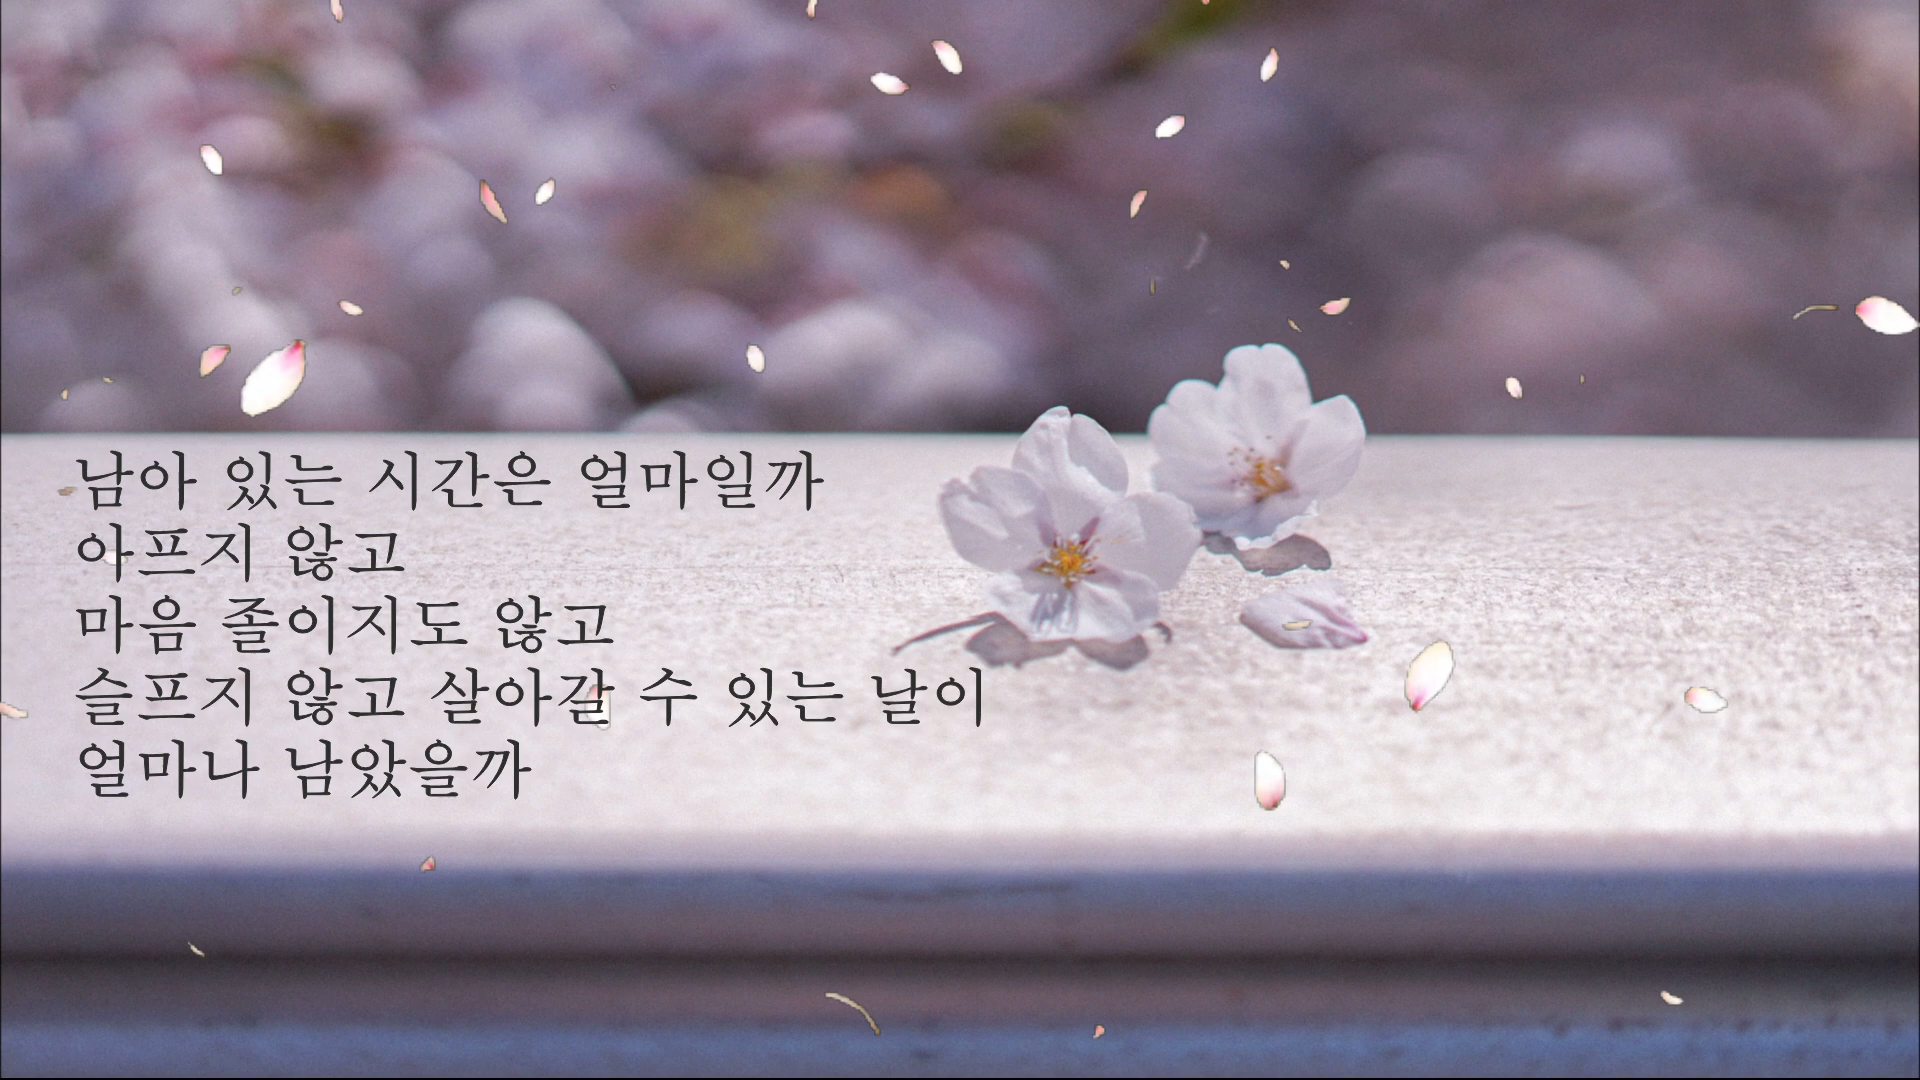 남아 있는 시간은 얼마일까
아프지 않고
마음 졸이지도 않고
슬프지 않고 살아갈 수 있는 날이
얼마나 남았을까